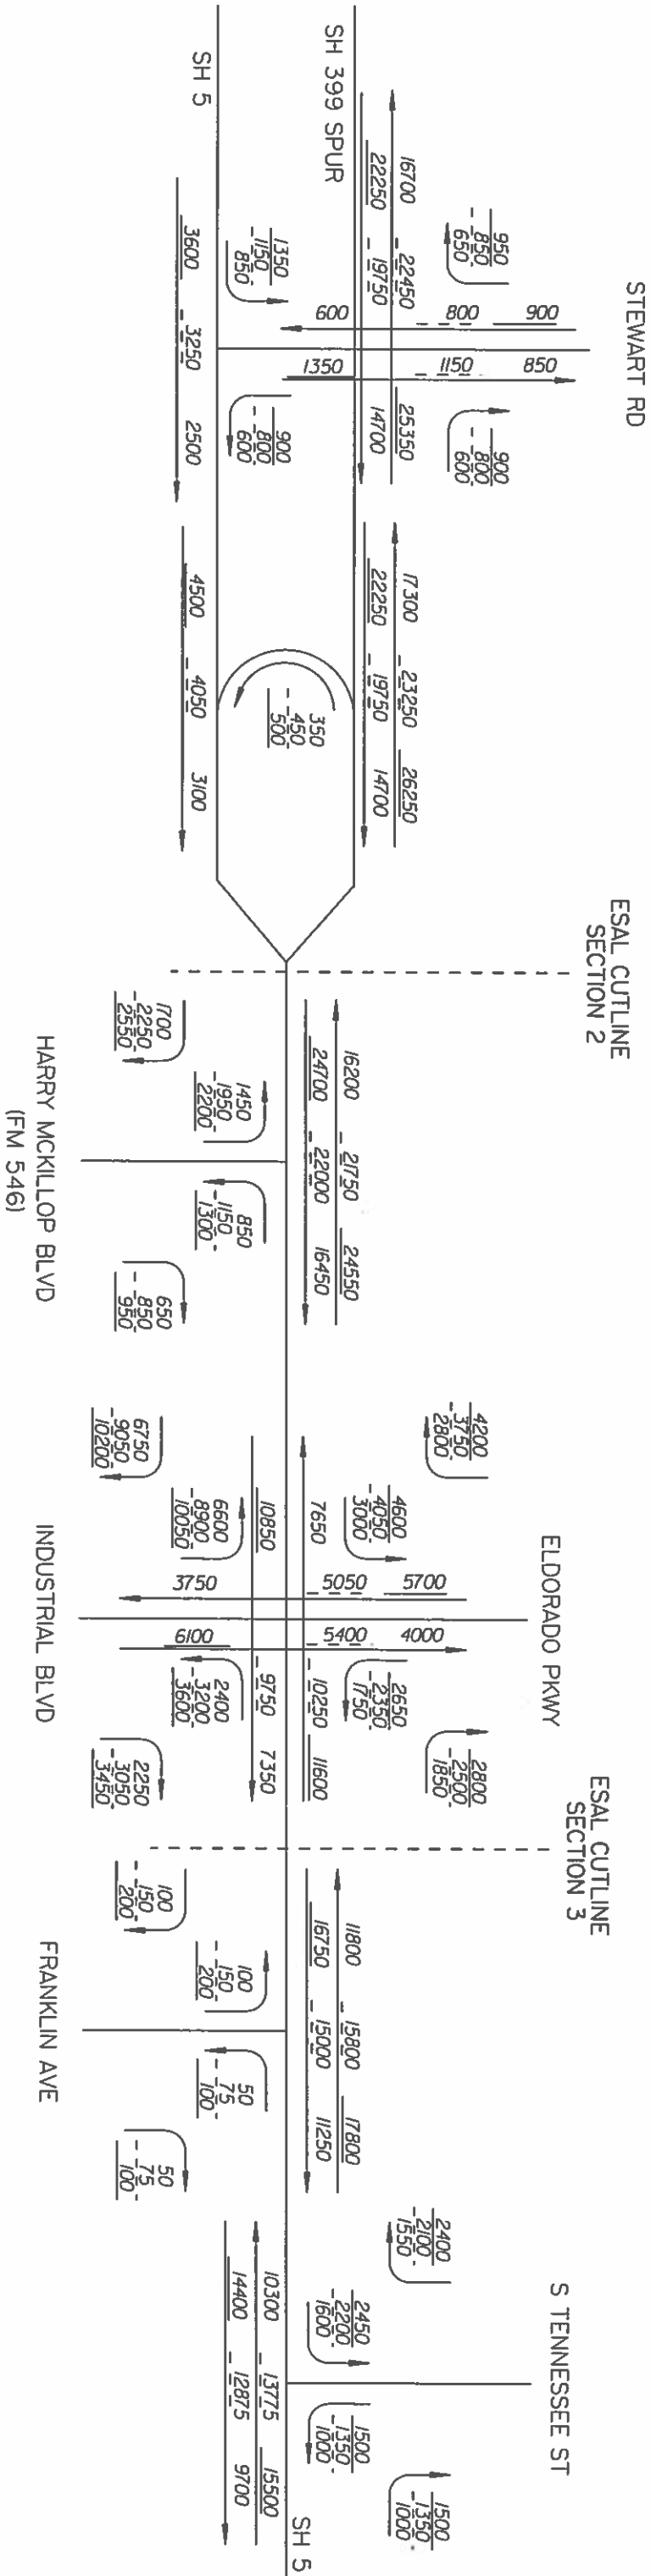 STEWART RD
SH 399 SPUR
SH 5
16700 22450 25350
22250 19750 14700
950
850
650
900
800
600
900 800 600
850 1150 1350
1350
1150
850
900
800
600
3600 3250 2500
17300 23250 26250
22250 19750 14700
350
450
500
4500 4050 3100
ESAL CUTLINE
SECTION 2
16200 21750 24550
24700 22000 16450
1700
2250
2550
1450
1950
2200
850
1150
1300
650
850
950
HARRY MCKILLOP BLVD
(FM 546)
ELDORADO PKWY
4200
3750
2800
4600
4050
3000
2650
2350
1750
2800
2500
1850
5700 5050 3750
4000 5400 6100
7650 10250 11600
10850 9750 7350
6750
9050
10200
6600
8900
10050
2400
3200
3600
2250
3050
3450
INDUSTRIAL BLVD
ESAL CUTLINE
SECTION 3
11800 15800 17800
16750 15000 11250
100
150
200
100
150
200
50
75
100
50
75
100
FRANKLIN AVE
S TENNESSEE ST
2400
2100
1550
2450
2200
1600
1500
1350
1000
1500
1350
1000
10300 13775 15500
14400 12875 9700
SH 5